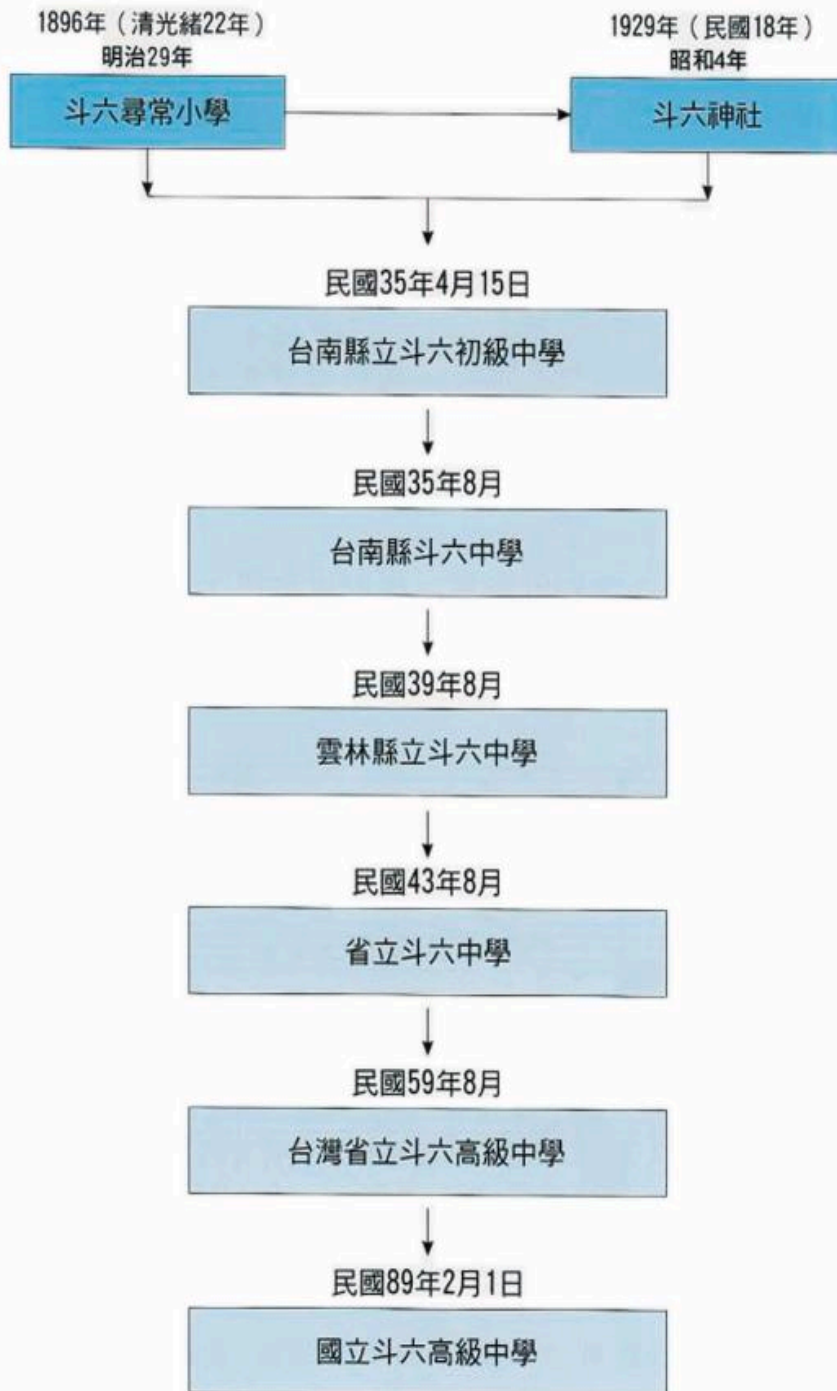 1896年（清光緒22年）
明治29年
斗六尋常小學
1929年（民國18年）
昭和4年
斗六神社
民國35年4月15日
台南縣立斗六初級中學
民國35年8月
台南縣斗六中學
民國39年8月
雲林縣立斗六中學
民國43年8月
省立斗六中學
民國59年8月
台灣省立斗六高級中學
民國89年2月1日
國立斗六高級中學